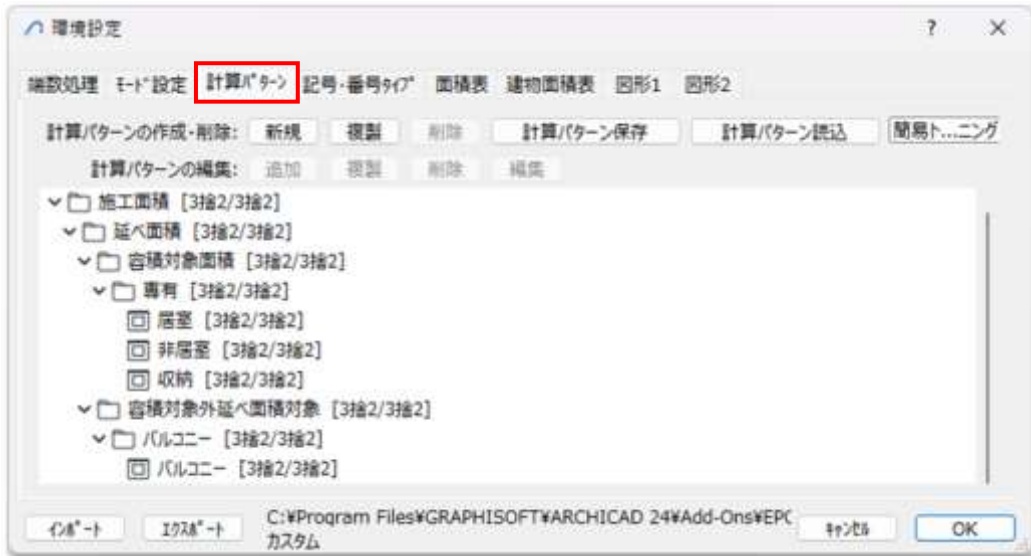 環境設定 ? ×
端数処理 ﾓｰﾄﾞ設定 計算ﾊﾟﾀｰﾝ 記号・番号ﾀｲﾌﾟ 面積表 建物面積表 図形1 図形2
計算パターンの作成・削除: 新規 複製 削除 計算パターン保存 計算パターン読込 簡易ト...ニング
計算パターンの編集: 追加 複製 削除 編集
施工面積 [3捨2/3捨2]
延べ面積 [3捨2/3捨2]
容積対象面積 [3捨2/3捨2]
専有 [3捨2/3捨2]
居室 [3捨2/3捨2]
非居室 [3捨2/3捨2]
収納 [3捨2/3捨2]
容積対象外延べ面積対象 [3捨2/3捨2]
バルコニー [3捨2/3捨2]
バルコニー [3捨2/3捨2]
ｲﾝﾎﾟｰﾄ ｴｸｽﾎﾟｰﾄ C:¥Program Files¥GRAPHISOFT¥ARCHICAD 24¥Add-Ons¥EPC ｷｬﾝｾﾙ OK
カスタム